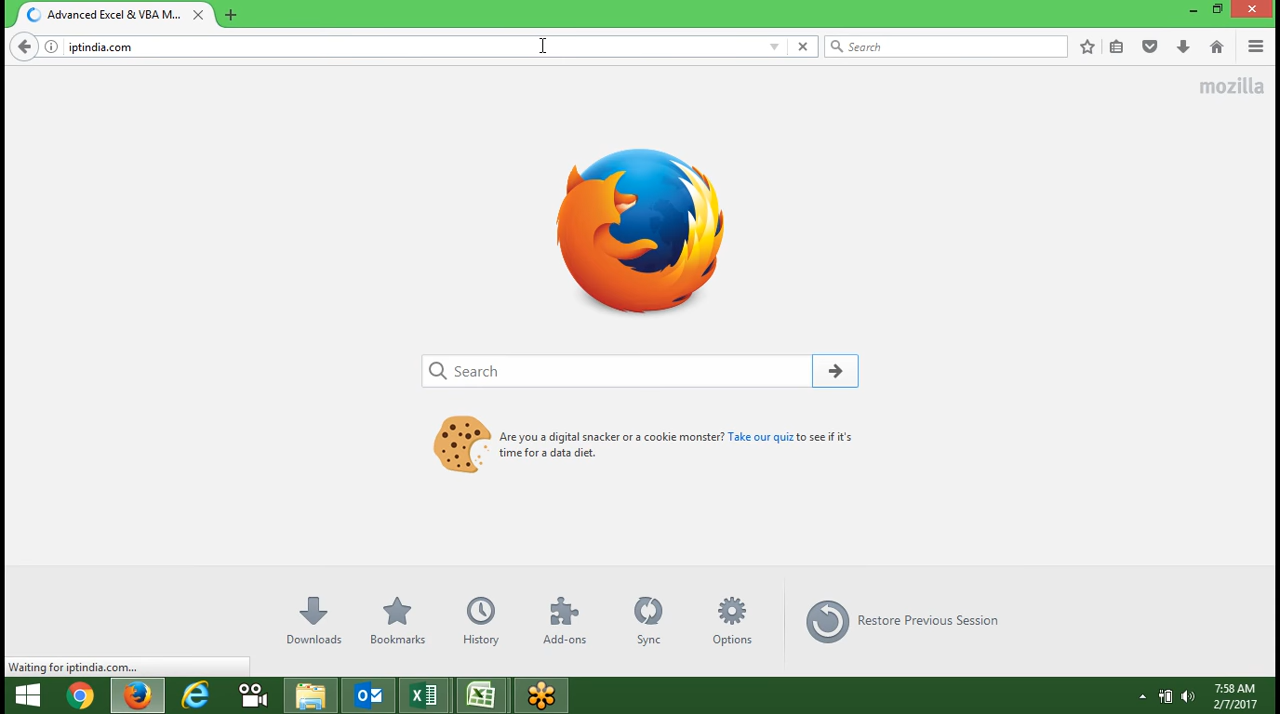 Advanced Excel & VBA M...
iptindia.com
Search
mozilla
Search
Are you a digital snacker or a cookie monster? Take our quiz to see if it's
time for a data diet.
Downloads
Bookmarks
History
Add-ons
Sync
Options
Restore Previous Session
Waiting for iptindia.com...
7:58 AM
2/7/2017